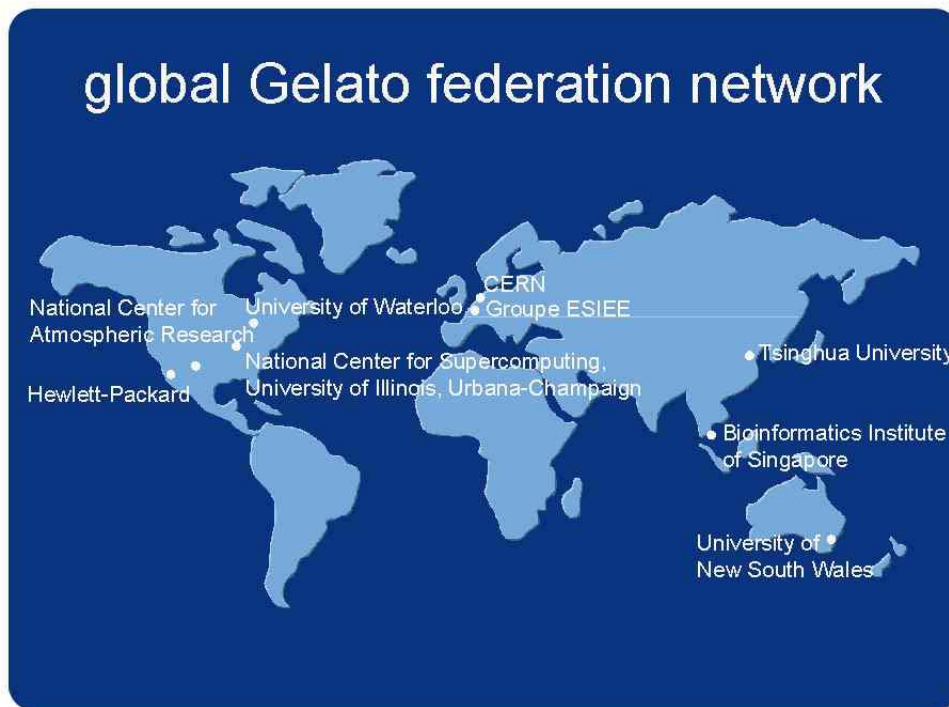 global Gelato federation network
CERN
National Center for
Atmospheric Research
University of Waterloo
Groupe ESIEE
Tsinghua University
National Center for Supercomputing,
University of Illinois, Urbana-Champaign
Hewlett-Packard
Bioinformatics Institute
of Singapore
University of
New South Wales